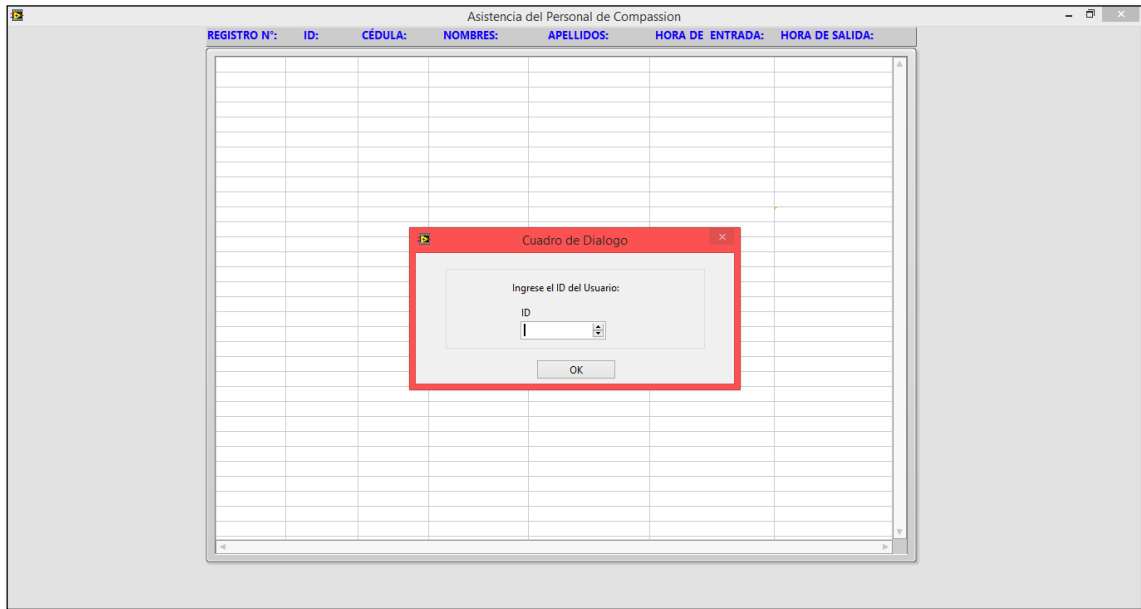 Asistencia del Personal de Compassion
REGISTRO N°: ID: CÉDULA: NOMBRES: APELLIDOS: HORA DE ENTRADA: HORA DE SALIDA:
Cuadro de Dialogo
Ingrese el ID del Usuario:
ID
OK